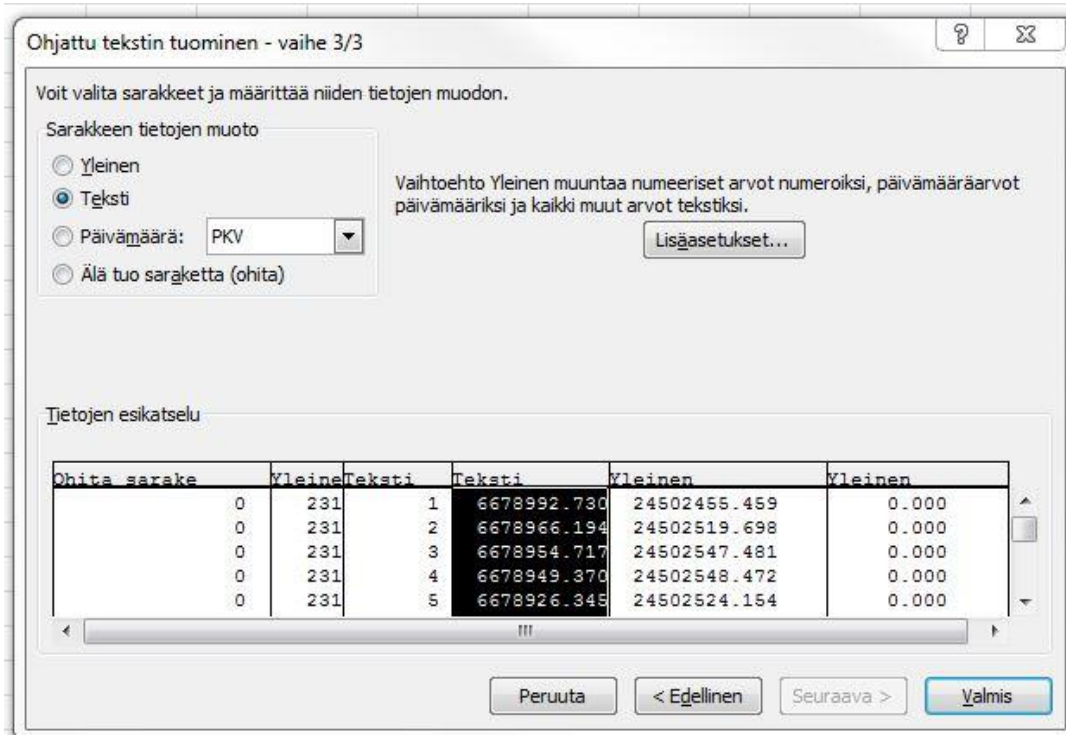 Ohjattu tekstin tuominen - vaihe 3/3
Voit valita sarakkeet ja määrittää niiden tietojen muodon.
Sarakkeen tietojen muoto
Yleinen
Teksti
Päivämäärä: PKV
Älä tuo saraketta (ohita)
Vaihtoehto Yleinen muuntaa numeeriset arvot numeroiksi, päivämääräarvot
päivämääriksi ja kaikki muut arvot tekstiksi.
Lisäasetukset...
Tietojen esikatselu
Ohita sarake Yleine Teksti Teksti Yleinen Yleinen
0 231 1 6678992.730 24502455.459 0.000
0 231 2 6678966.194 24502519.698 0.000
0 231 3 6678954.717 24502547.481 0.000
0 231 4 6678949.370 24502548.472 0.000
0 231 5 6678926.345 24502524.154 0.000
Peruuta < Edellinen Seuraava > Valmis